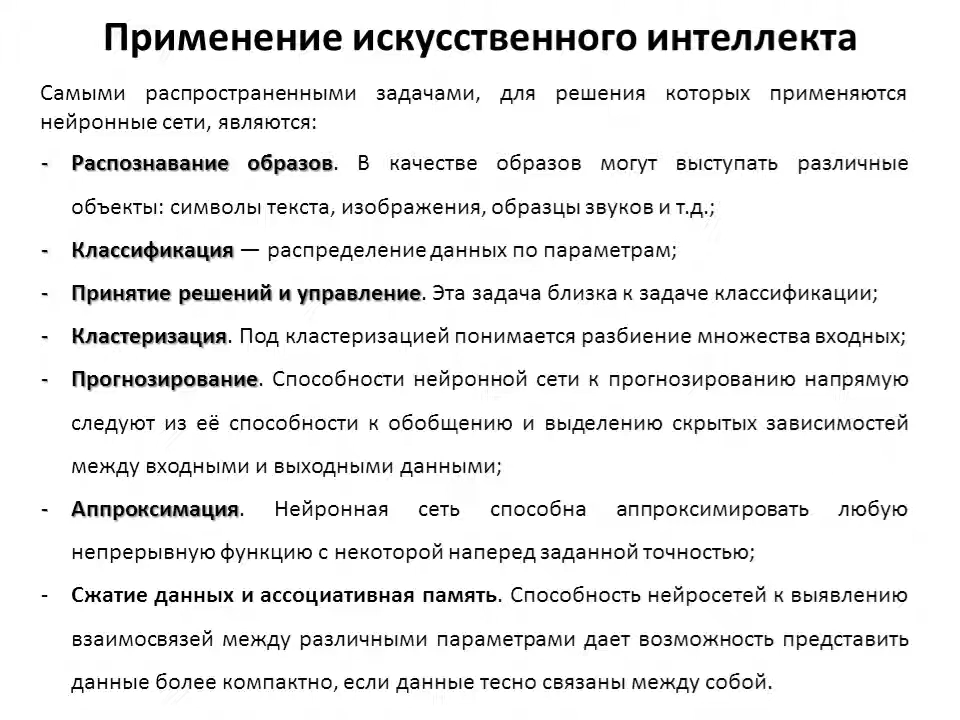 Применение искусственного интеллекта
Самыми распространенными задачами, для решения которых применяются
нейронные сети, являются:
- Распознавание образов. В качестве образов могут выступать различные
объекты: символы текста, изображения, образцы звуков и т.д.;
- Классификация — распределение данных по параметрам;
- Принятие решений и управление. Эта задача близка к задаче классификации;
- Кластеризация. Под кластеризацией понимается разбиение множества входных;
- Прогнозирование. Способности нейронной сети к прогнозированию напрямую
следуют из её способности к обобщению и выделению скрытых зависимостей
между входными и выходными данными;
- Аппроксимация. Нейронная сеть способна аппроксимировать любую
непрерывную функцию с некоторой наперед заданной точностью;
- Сжатие данных и ассоциативная память. Способность нейросетей к выявлению
взаимосвязей между различными параметрами дает возможность представить
данные более компактно, если данные тесно связаны между собой.